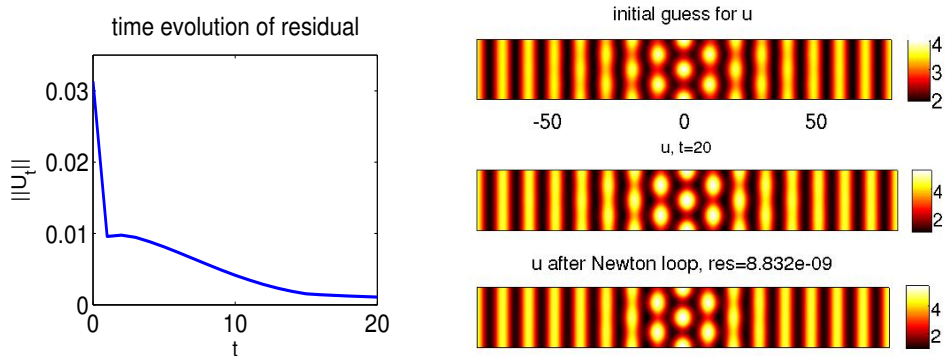 time evolution of residual
||U_t||
0.03
0.02
0.01
0
0 10 20
t
initial guess for u
4
3
2
-50 0 50
u, t=20
4
2
u after Newton loop, res=8.832e-09
4
2